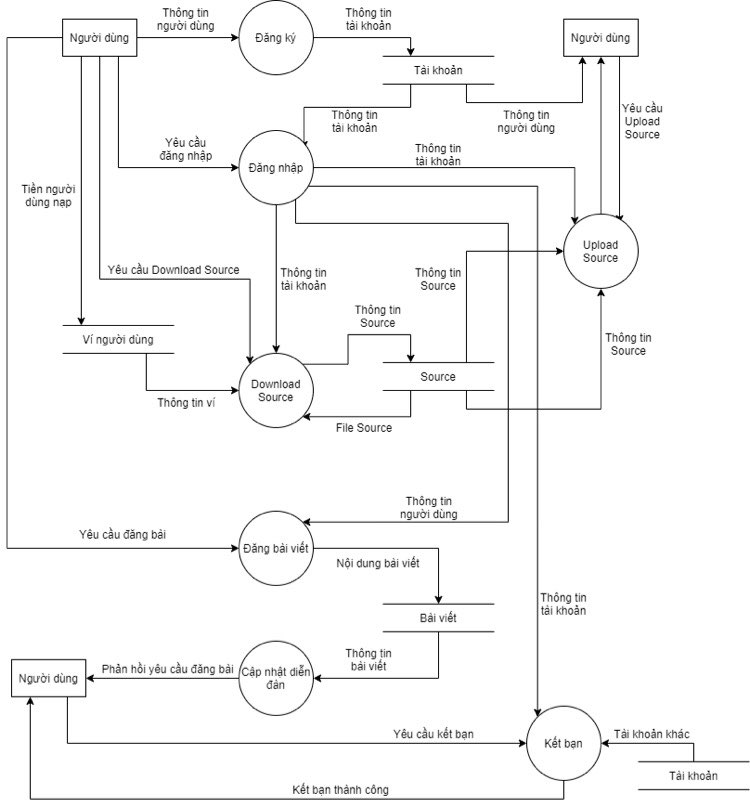 Thông tin
người dùng
Thông tin
tài khoản
Người dùng
Đăng ký
Người dùng
Tài khoản
Thông tin
tài khoản
Thông tin
người dùng
Yêu cầu
Upload
Source
Yêu cầu
đăng nhập
Thông tin
tài khoản
Đăng nhập
Tiền người
dùng nạp
Upload
Source
Yêu cầu Download Source
Thông tin
tài khoản
Thông tin
Source
Thông tin
Source
Ví người dùng
Thông tin
Source
Download
Source
Source
Thông tin ví
File Source
Thông tin
người dùng
Yêu cầu đăng bài
Đăng bài viết
Nội dung bài viết
Thông tin
tài khoản
Bài viết
Thông tin
bài viết
Người dùng
Phản hồi yêu cầu đăng bài
Cập nhật diễn
đàn
Yêu cầu kết bạn
Kết bạn
Tài khoản khác
Tài khoản
Kết bạn thành công